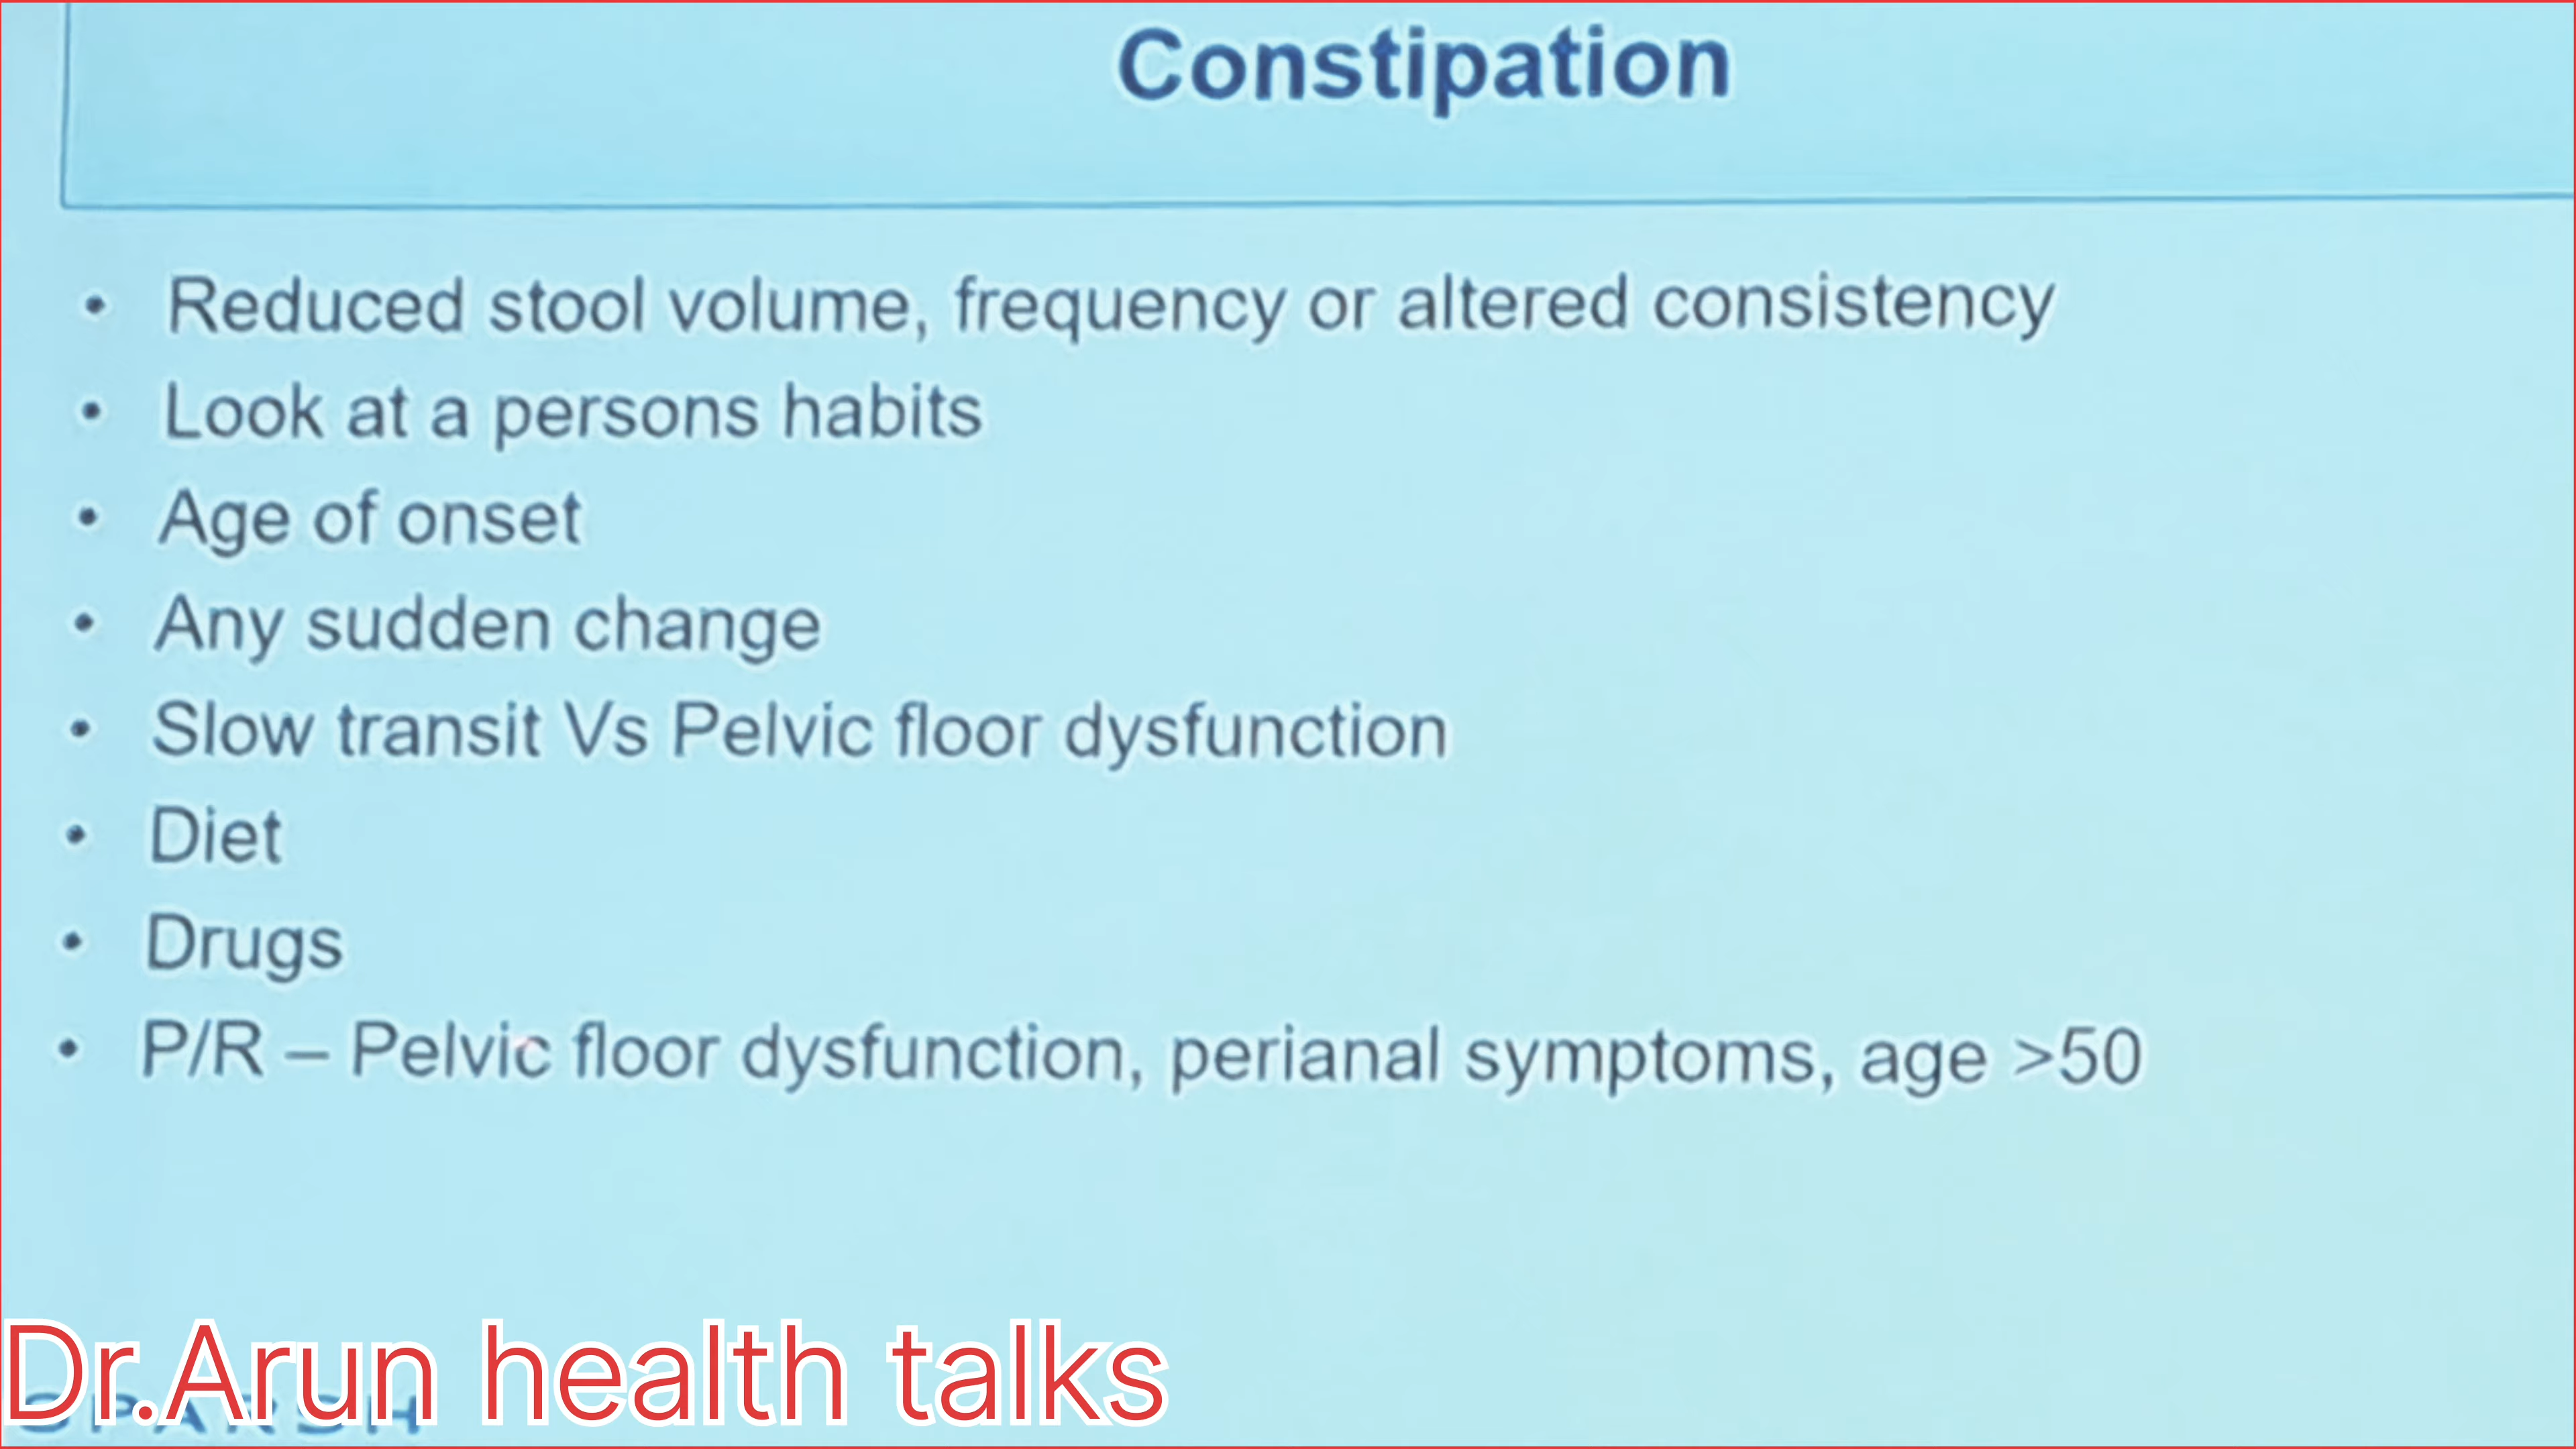 Constipation
• Reduced stool volume, frequency or altered consistency
• Look at a persons habits
• Age of onset
• Any sudden change
• Slow transit Vs Pelvic floor dysfunction
• Diet
• Drugs
• P/R – Pelvic floor dysfunction, perianal symptoms, age >50
Dr.Arun health talks
SPARSH